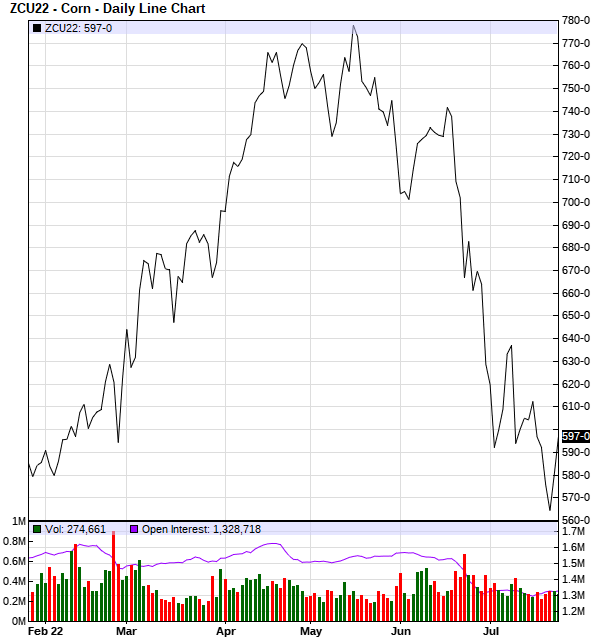 ZCU22 - Corn - Daily Line Chart
ZCU22: 597-0
780-0
770-0
760-0
750-0
740-0
730-0
720-0
710-0
700-0
690-0
680-0
670-0
660-0
650-0
640-0
630-0
620-0
610-0
597-0
590-0
580-0
570-0
560-0
Vol: 274,661 Open Interest: 1,328,718
1M
0.8M
0.6M
0.4M
0.2M
0M
1.7M
1.6M
1.5M
1.4M
1.3M
1.2M
Feb 22 Mar Apr May Jun Jul